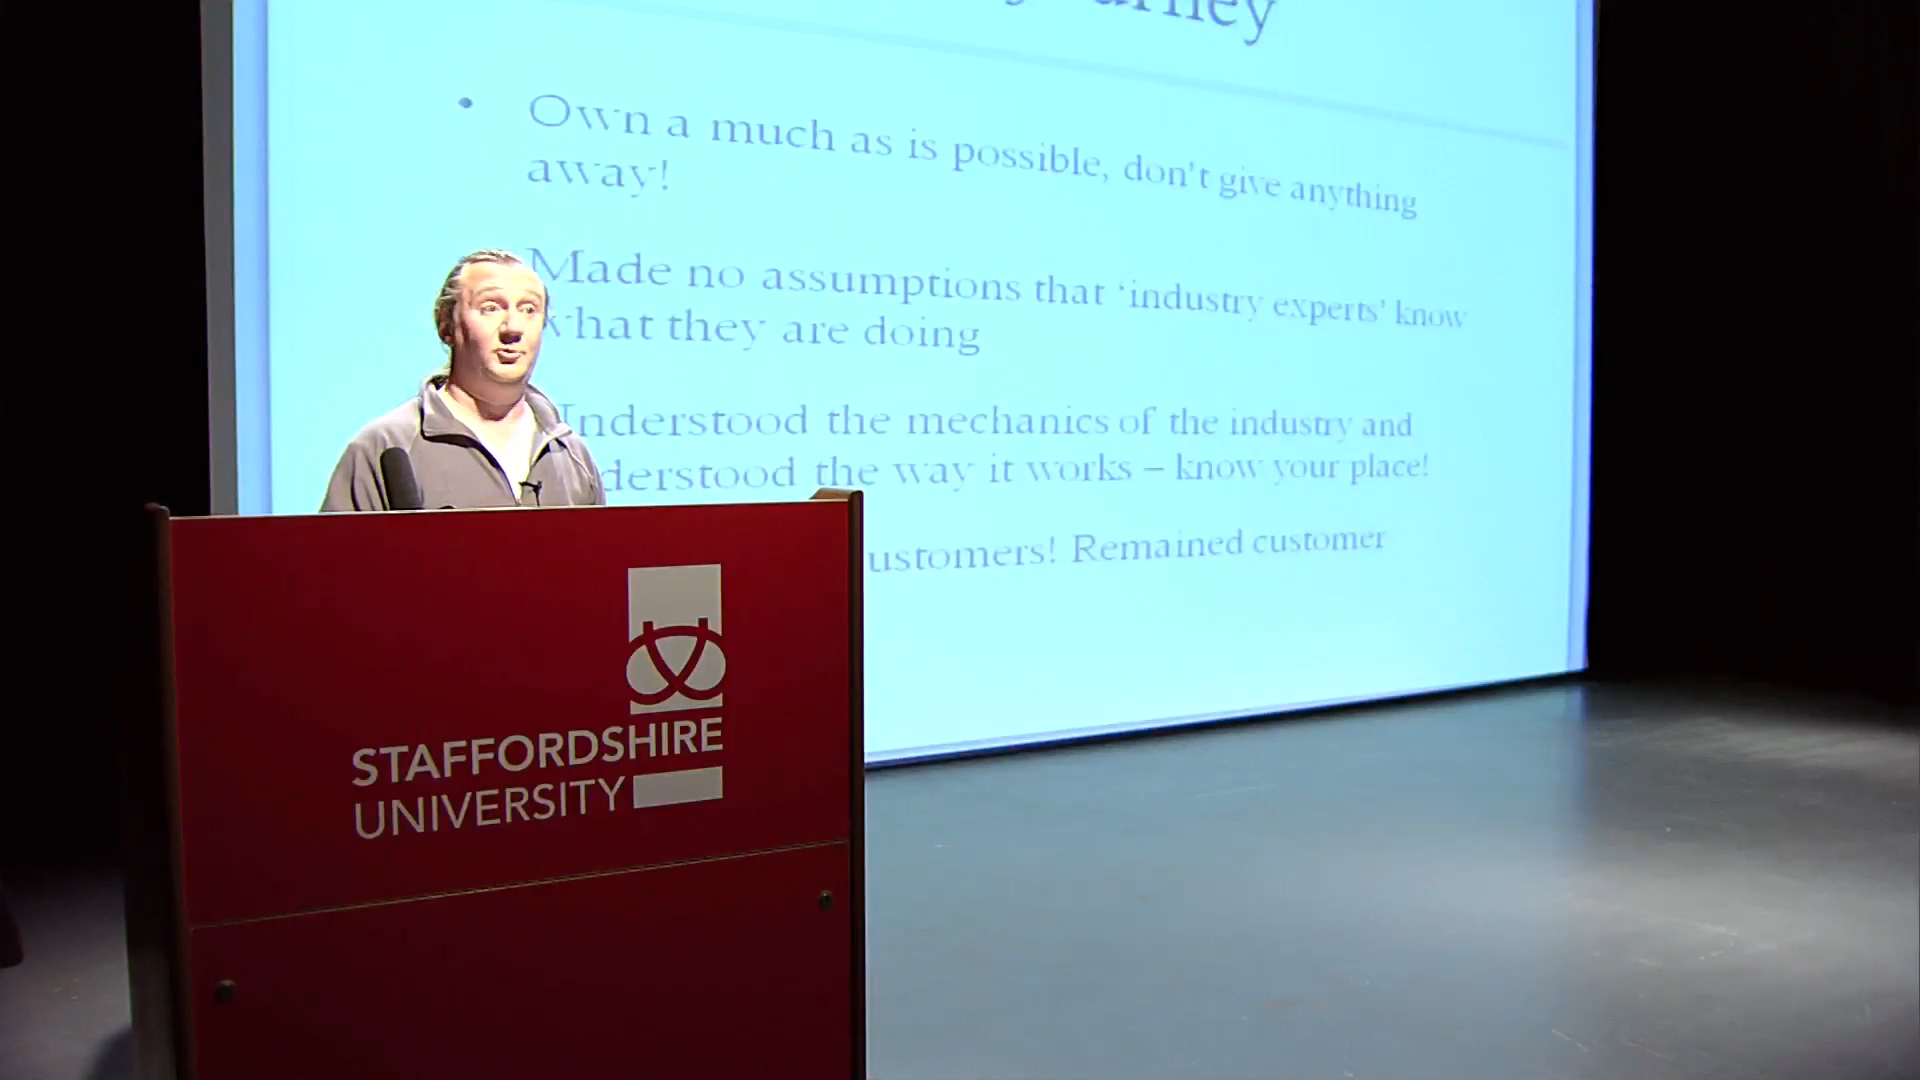 • Own a much as is possible, don't give anything
away!
Made no assumptions that 'industry experts' know
what they are doing
Understood the mechanics of the industry and
understood the way it works – know your place!
ustomers! Remained customer
STAFFORDSHIRE
UNIVERSITY